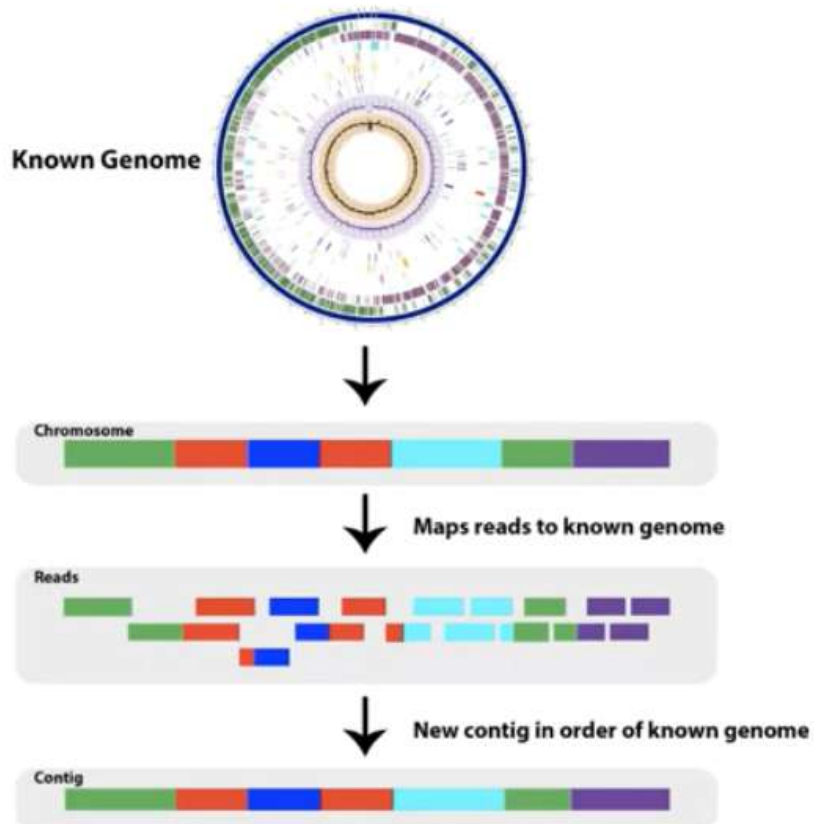 Known Genome
Chromosome
Maps reads to known genome
Reads
New contig in order of known genome
Contig